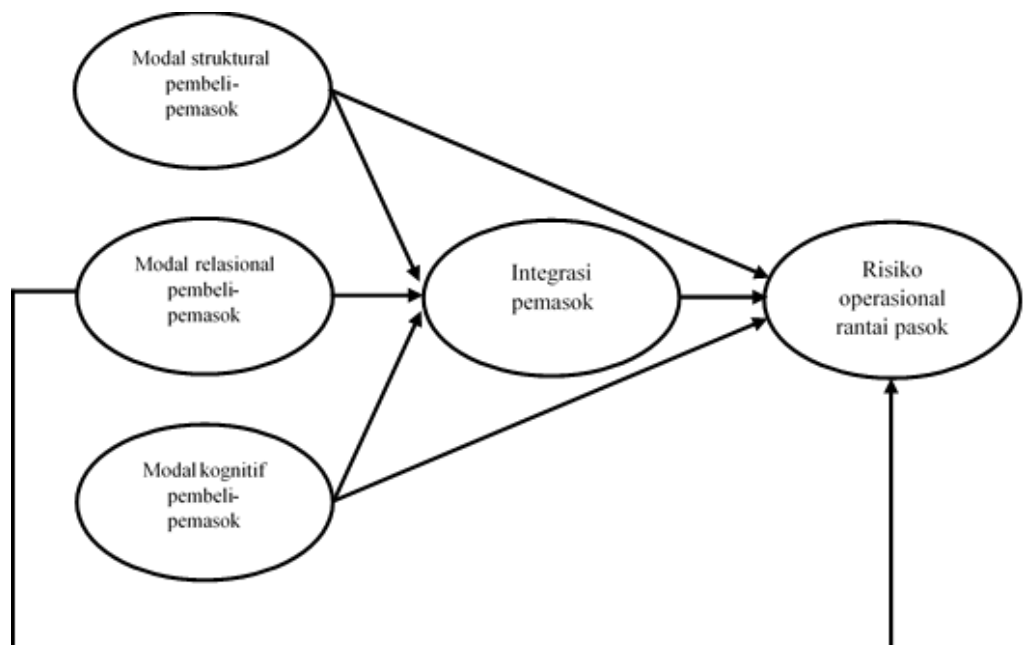 Modal struktural
pembeli-
pemasok
Modal relasional
pembeli-
pemasok
Integrasi
pemasok
Risiko
operasional
rantai pasok
Modal kognitif
pembeli-
pemasok